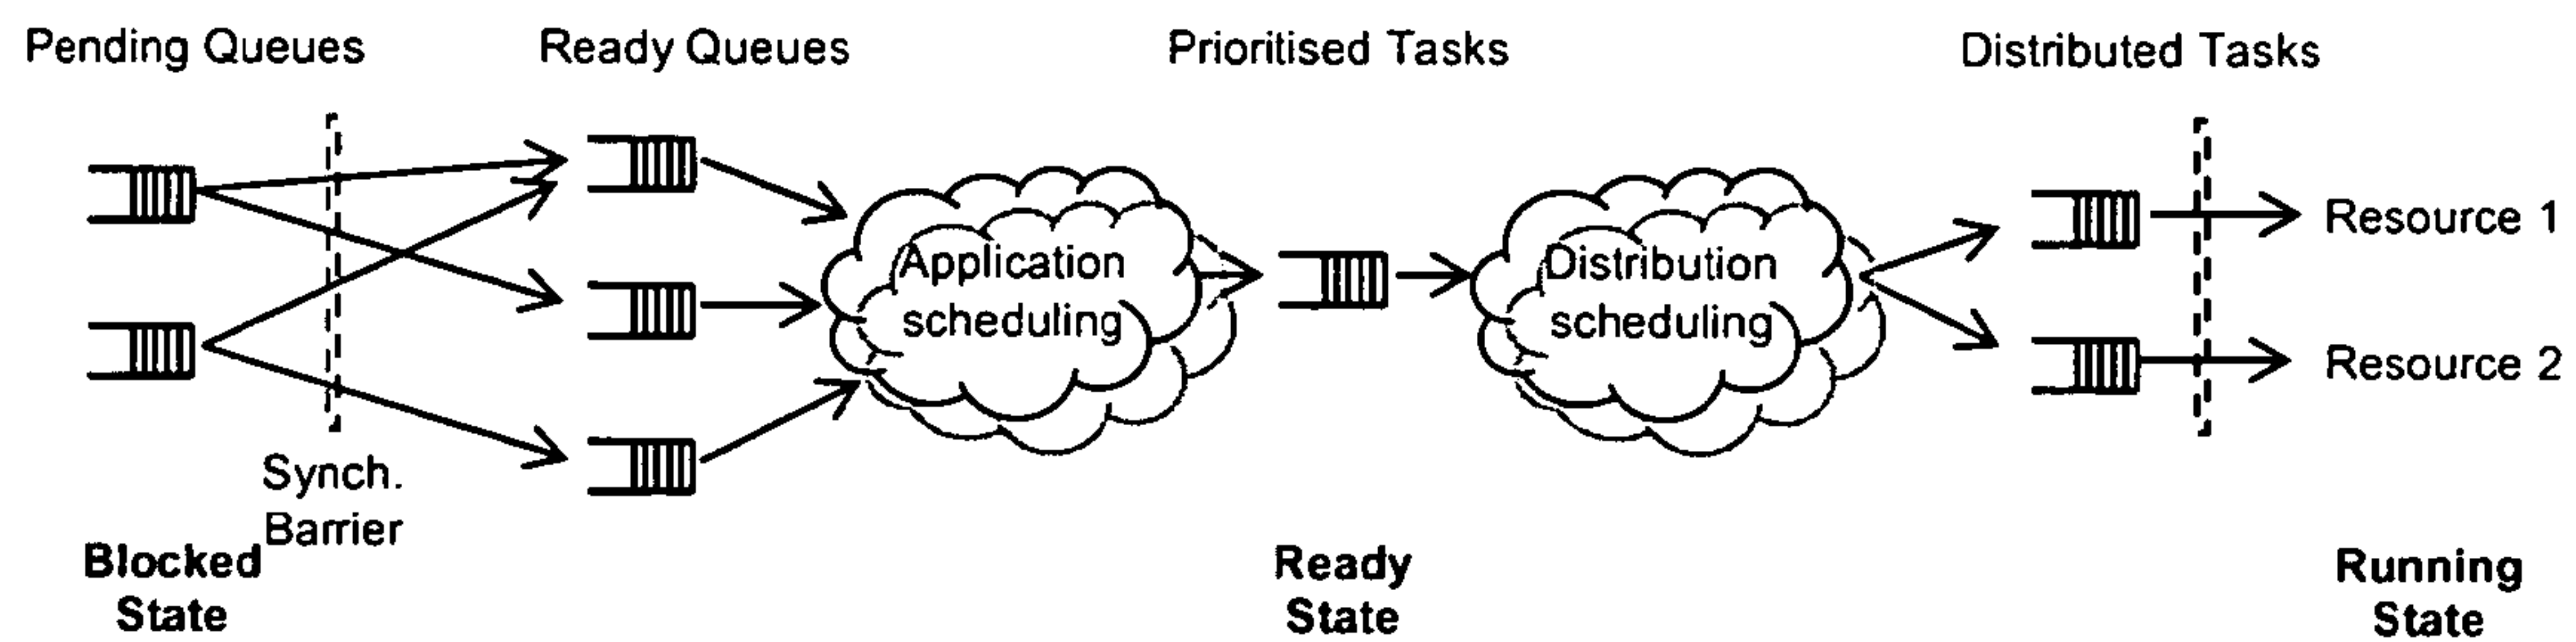 Pending Queues
Ready Queues
Prioritised Tasks
Distributed Tasks
Application
scheduling
Distribution
scheduling
Resource 1
Resource 2
Synch.
Barrier
Blocked
State
Ready
State
Running
State